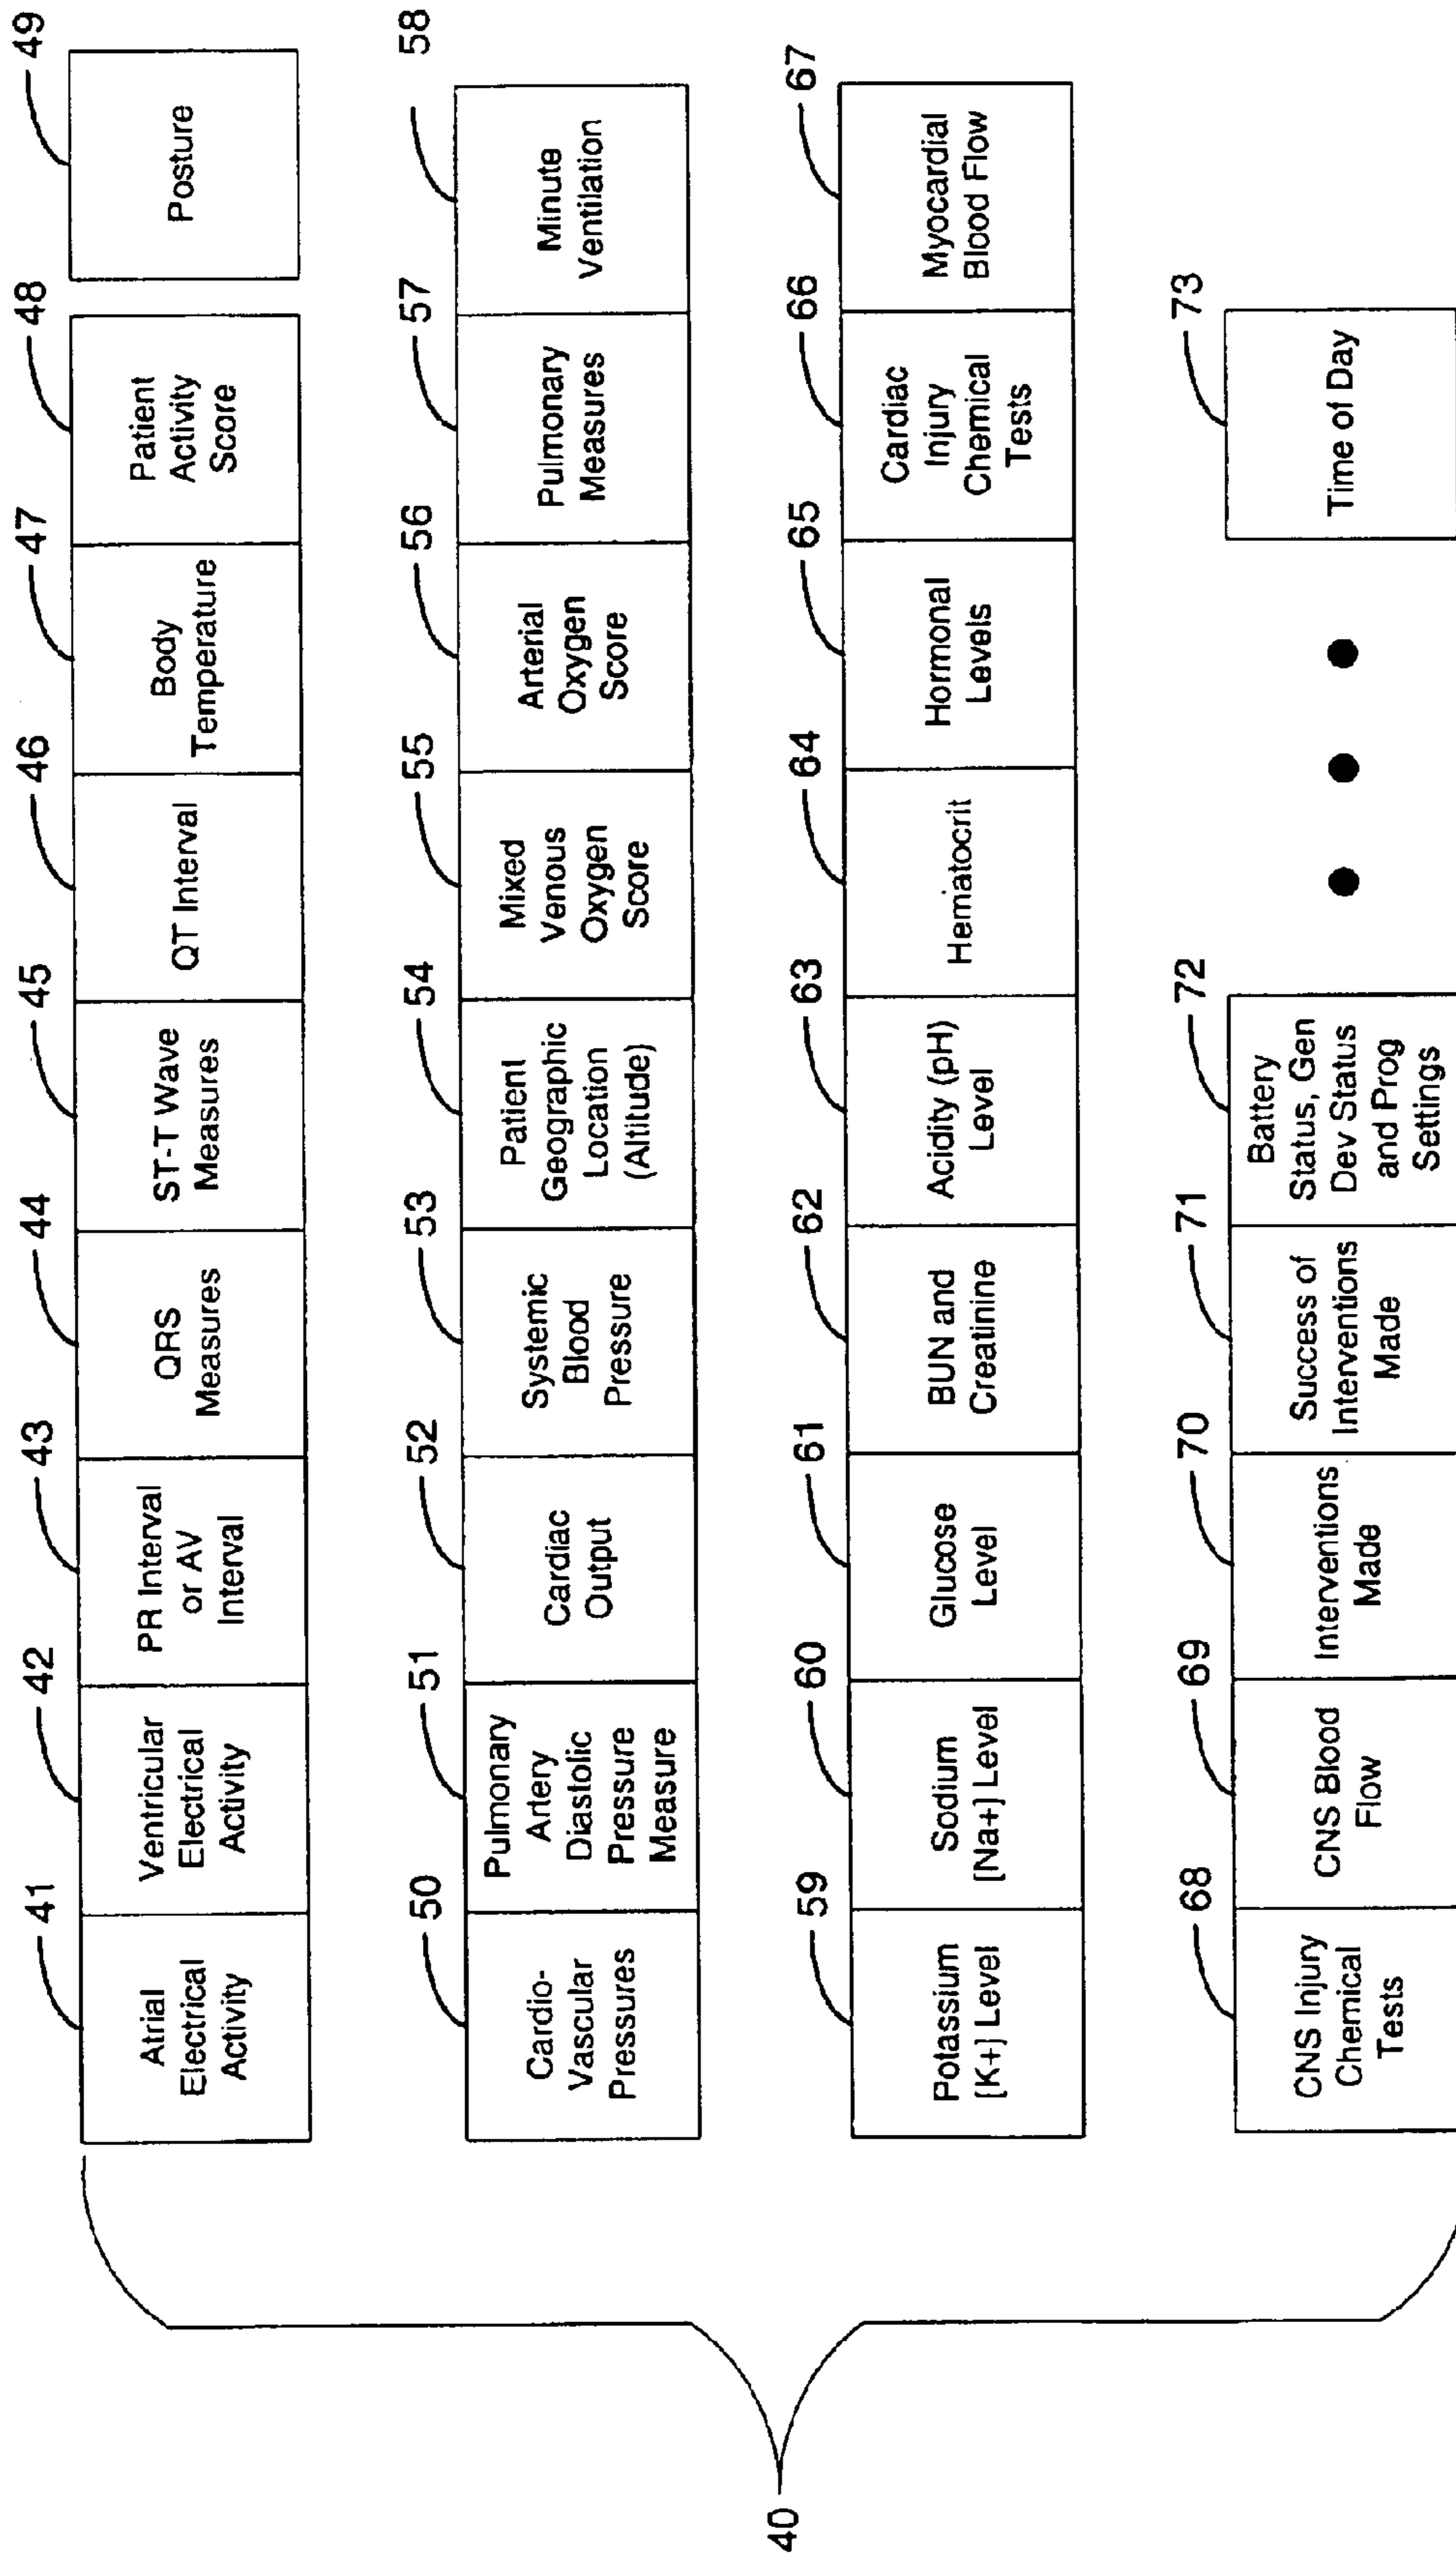 40
41
Atrial
Electrical
Activity
42
Ventricular
Electrical
Activity
43
PR Interval
or AV
Interval
44
QRS
Measures
45
ST-T Wave
Measures
46
QT Interval
47
Body
Temperature
48
Patient
Activity
Score
49
Posture
50
Cardio-
Vascular
Pressures
51
Pulmonary
Artery
Diastolic
Pressure
Measure
52
Cardiac
Output
53
Systemic
Blood
Pressure
54
Patient
Geographic
Location
(Altitude)
55
Mixed
Venous
Oxygen
Score
56
Arterial
Oxygen
Score
57
Pulmonary
Measures
58
Minute
Ventilation
59
Potassium
[K+] Level
60
Sodium
[Na+] Level
61
Glucose
Level
62
BUN and
Creatinine
63
Acidity (pH)
Level
64
Hematocrit
65
Hormonal
Levels
66
Cardiac
Injury
Chemical
Tests
67
Myocardial
Blood Flow
68
CNS Injury
Chemical
Tests
69
CNS Blood
Flow
70
Interventions
Made
71
Success of
Interventions
Made
72
Battery
Status, Gen
Dev Status
and Prog
Settings
73
Time of Day